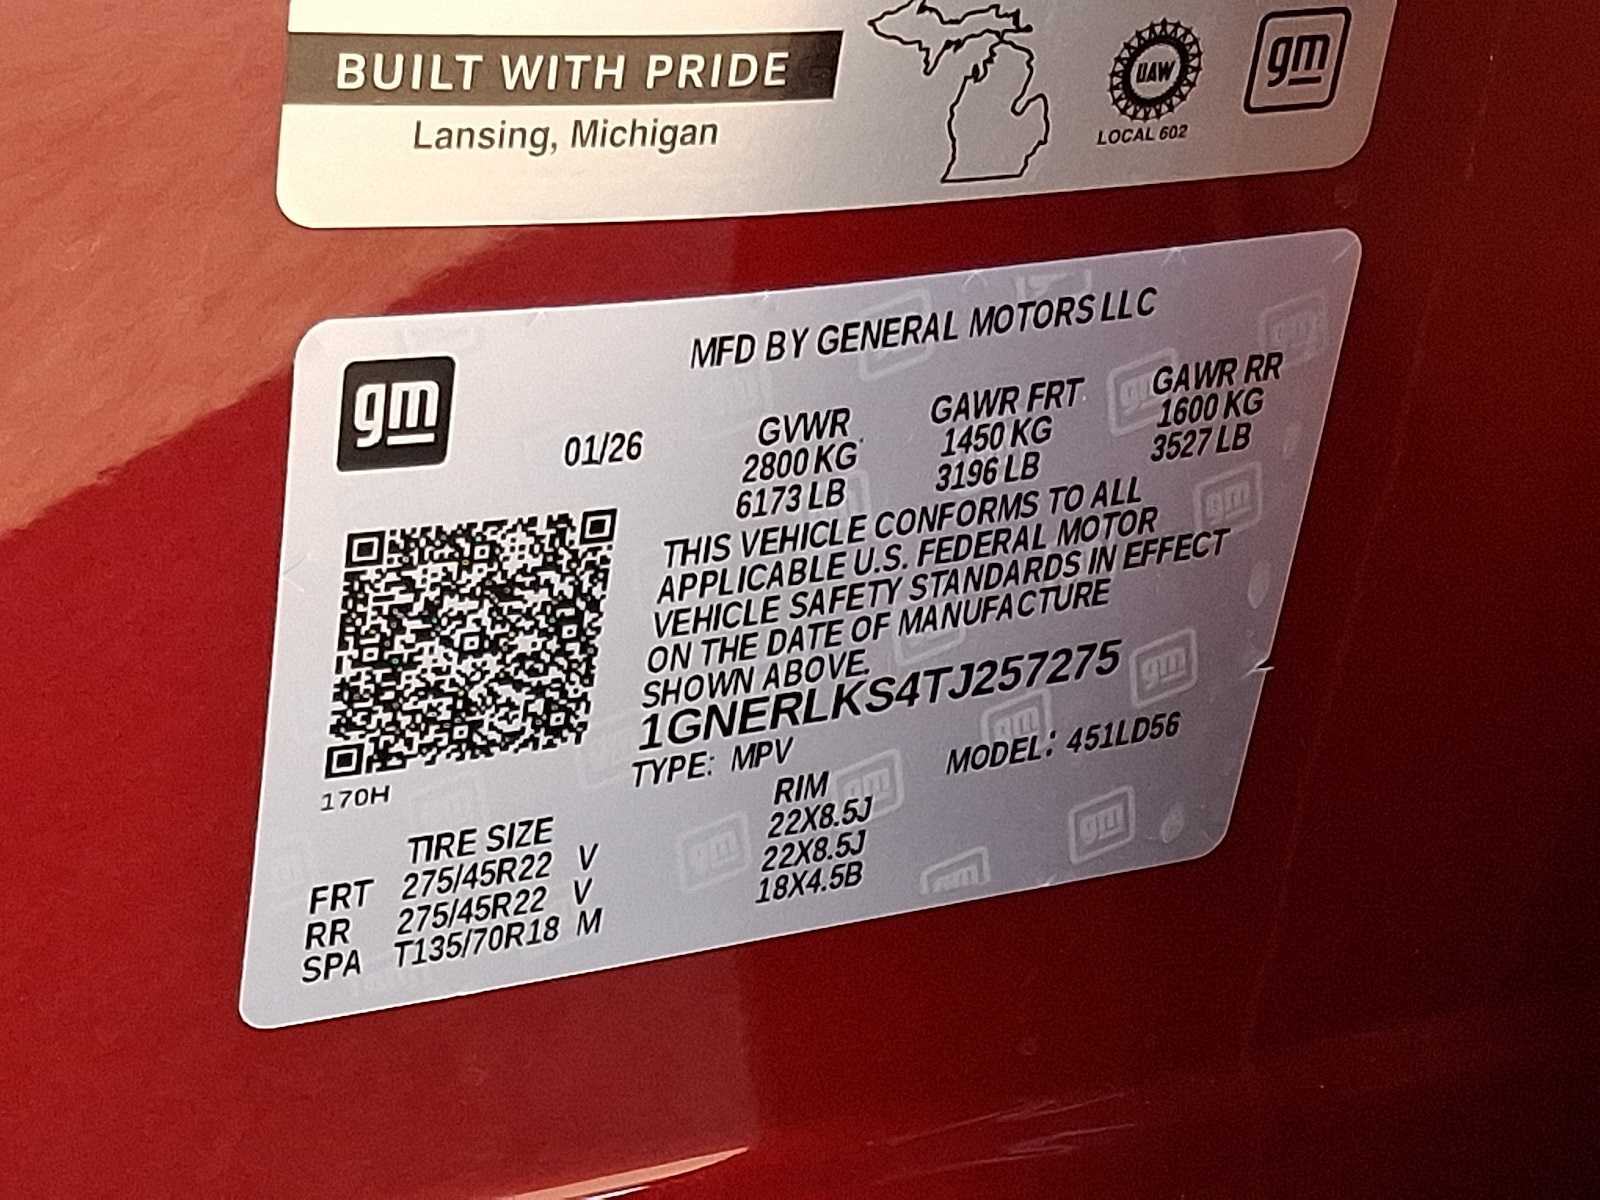 BUILT WITH PRIDE
Lansing, Michigan
UAW
LOCAL 602
gm
MFD BY GENERAL MOTORS LLC
gm
01/26
GVWR GAWR FRT GAWR RR
2800 KG 1450 KG 1600 KG
6173 LB 3196 LB 3527 LB
THIS VEHICLE CONFORMS TO ALL
APPLICABLE U.S. FEDERAL MOTOR
VEHICLE SAFETY STANDARDS IN EFFECT
ON THE DATE OF MANUFACTURE
SHOWN ABOVE.
1GNERLKS4TJ257275
TYPE: MPV MODEL: 451LD56
170H
TIRE SIZE RIM
FRT 275/45R22 V 22X8.5J
RR 275/45R22 V 22X8.5J
SPA T135/70R18 M 18X4.5B